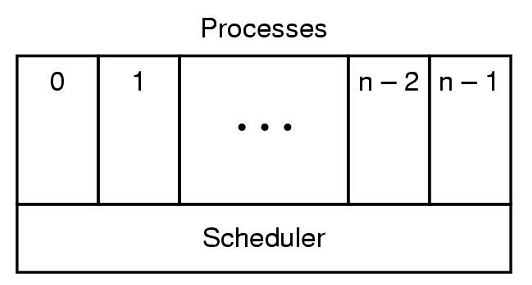 Processes
0 1 • • • n – 2 n – 1
Scheduler